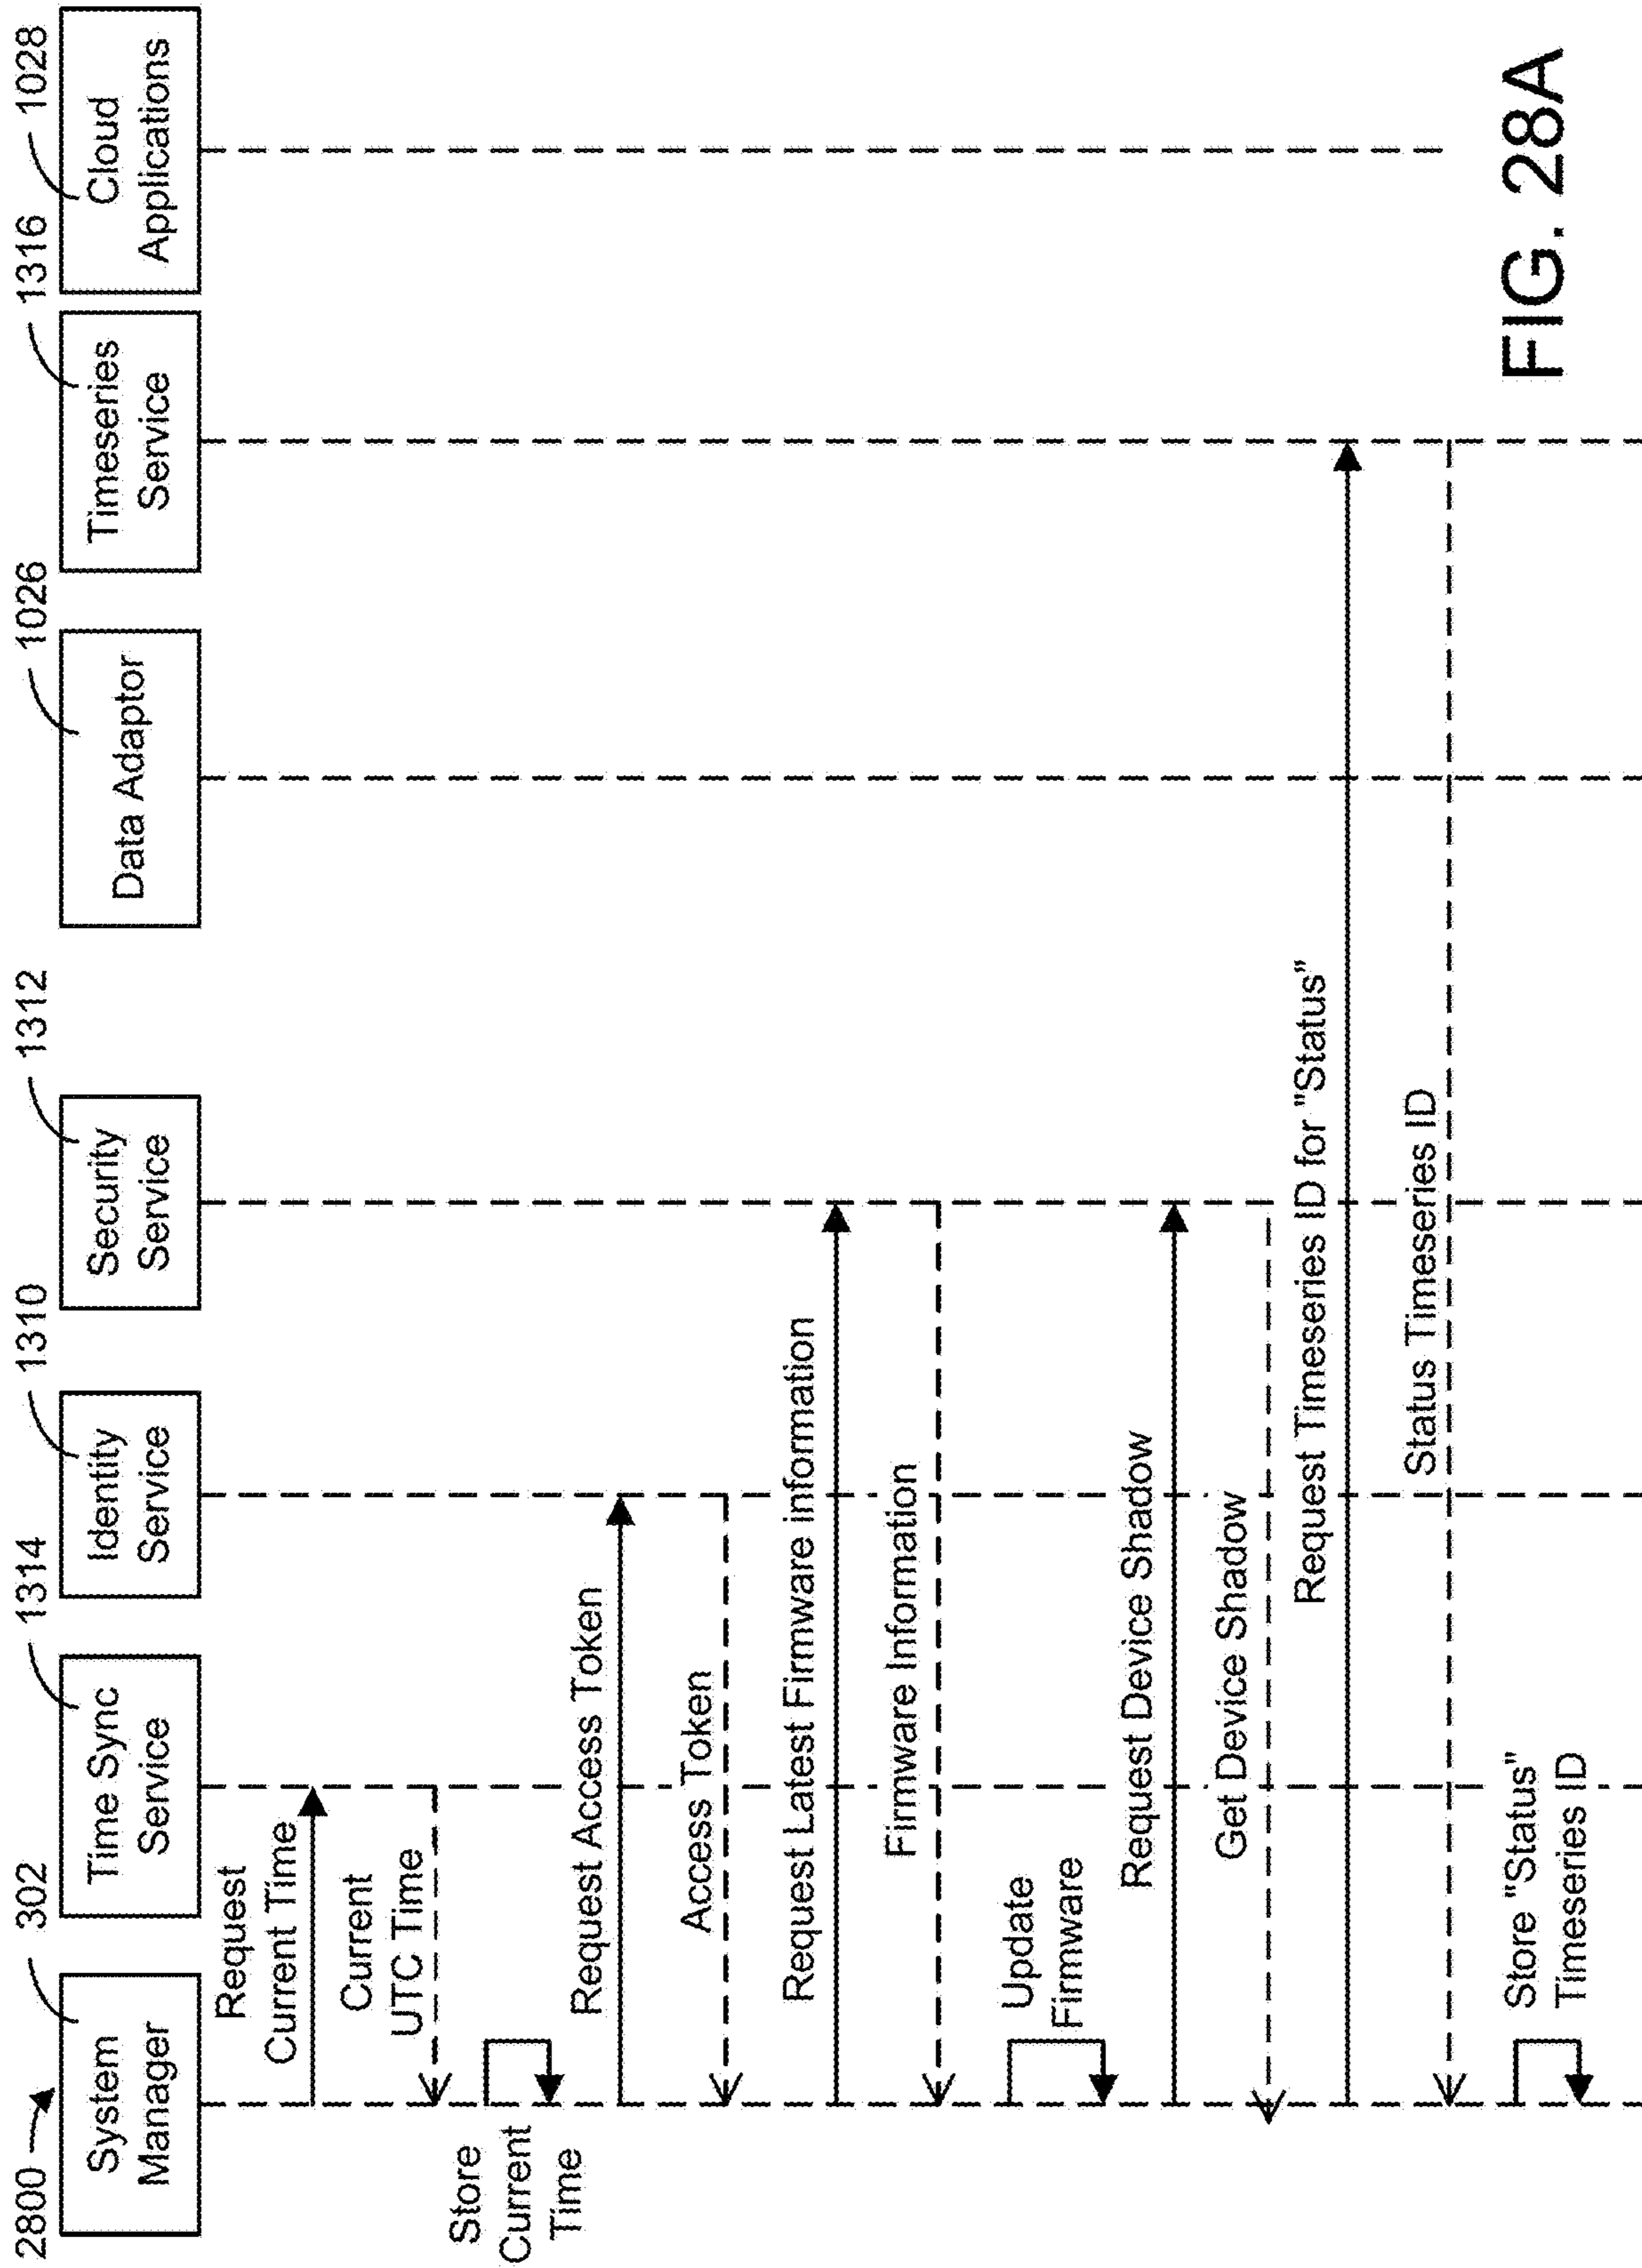 2800
302
1314
1310
1312
1026
1316
1028
System
Manager
Time Sync
Service
Identity
Service
Security
Service
Data Adaptor
Timeseries
Service
Cloud
Applications
Request
Current Time
Current
UTC Time
Store
Current
Time
Request Access Token
Access Token
Request Latest Firmware information
Firmware Information
Update
Firmware
Request Device Shadow
Get Device Shadow
Request Timeseries ID for "Status"
Status Timeseries ID
Store "Status"
Timeseries ID
FIG. 28A